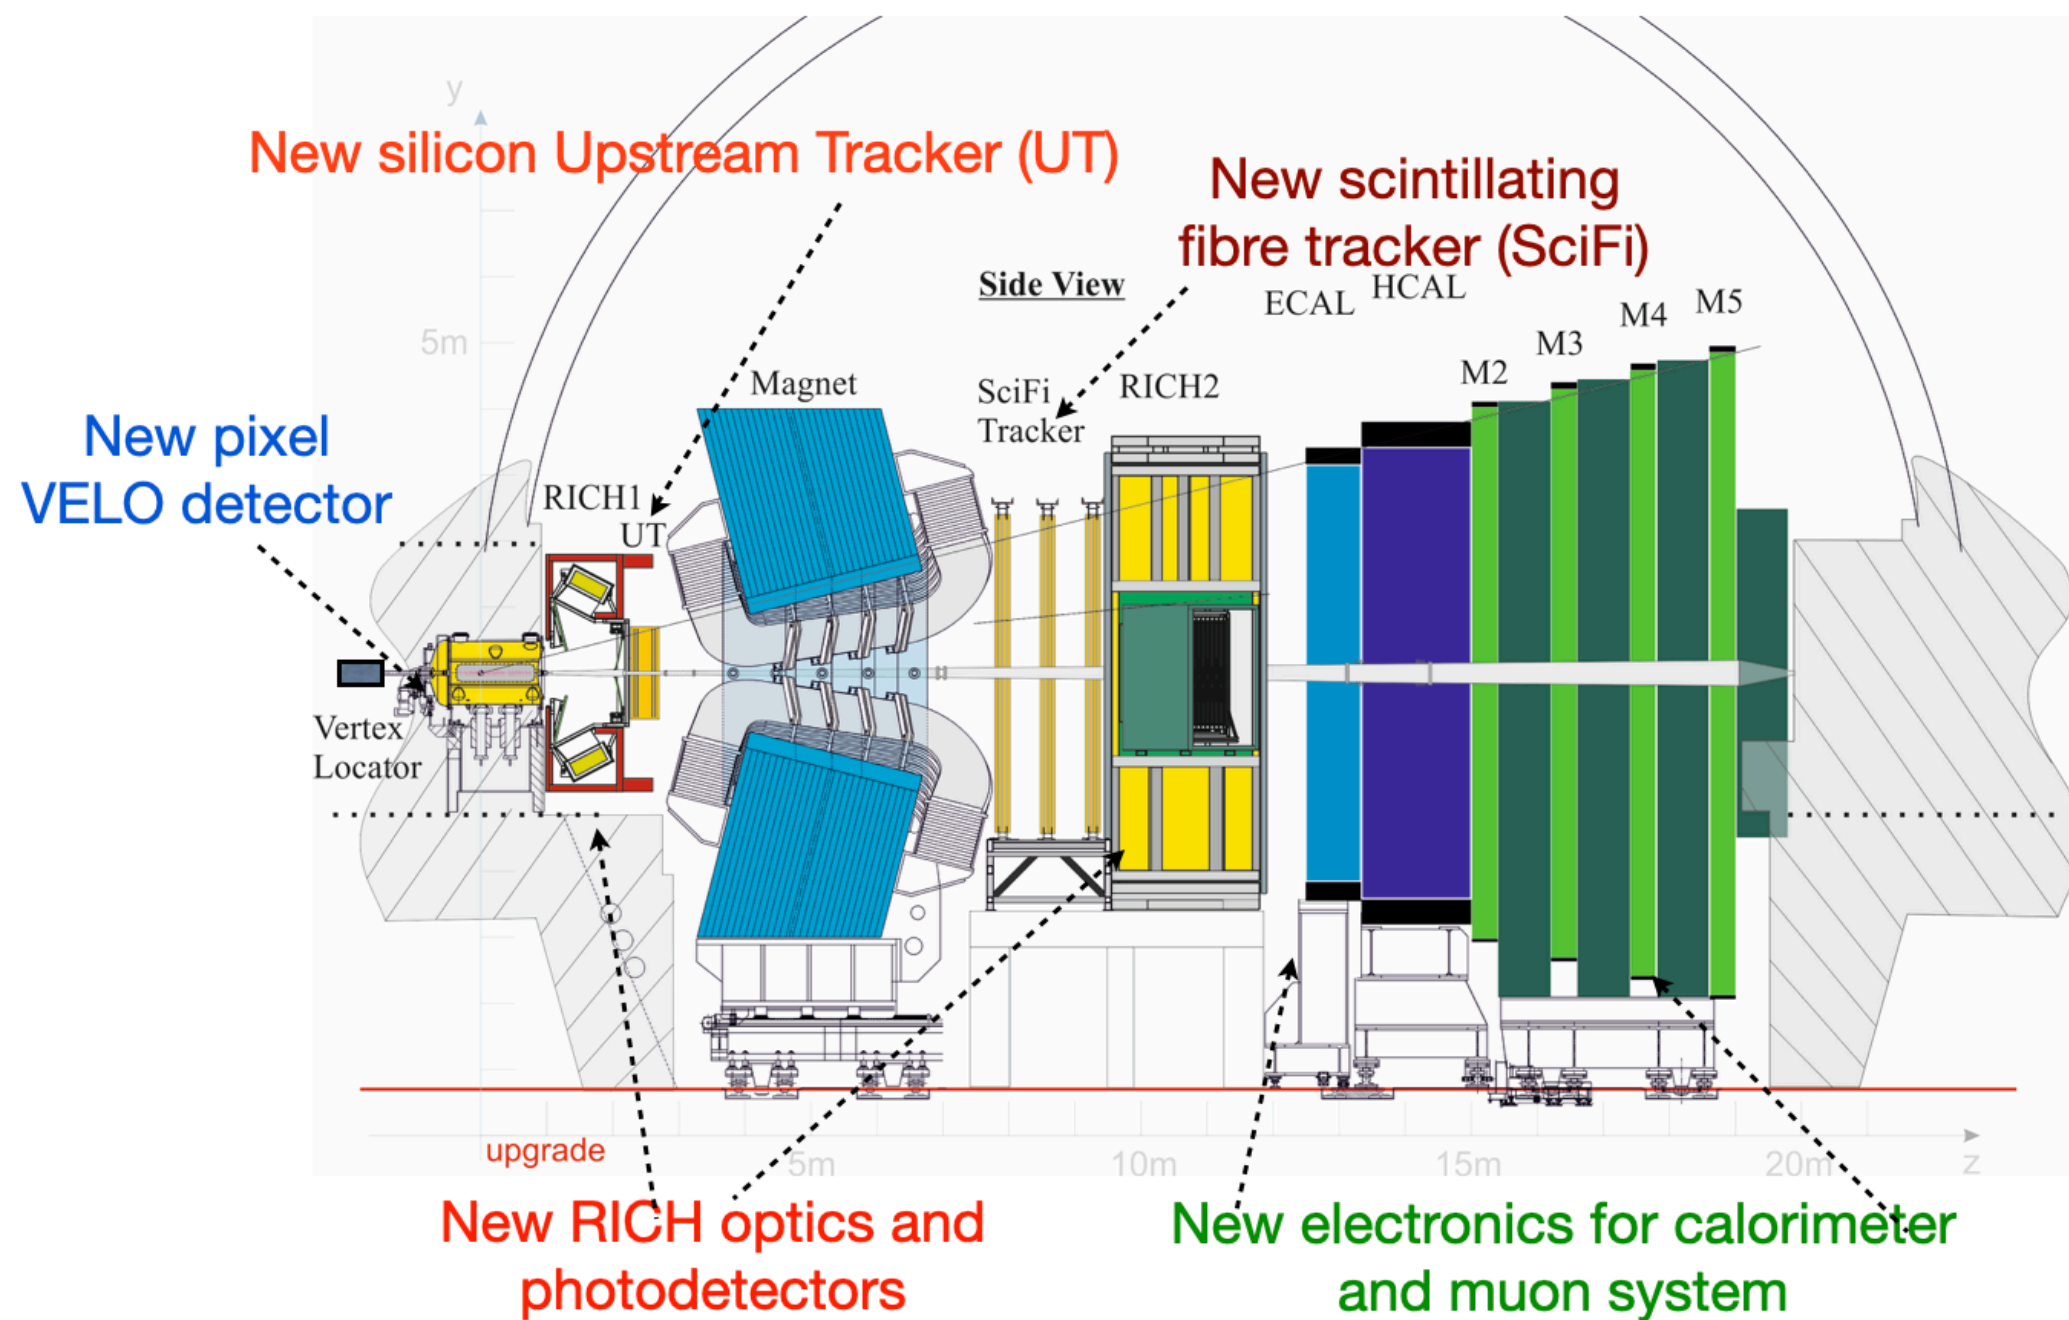 y
New silicon Upstream Tracker (UT)
New scintillating
fibre tracker (SciFi)
Side View
ECAL
HCAL
M5
M4
M3
M2
5m
Magnet
SciFi
Tracker
RICH2
New pixel
VELO detector
RICH1
UT
Vertex
Locator
upgrade
5m
10m
15m
20m
z
New RICH optics and
photodetectors
New electronics for calorimeter
and muon system